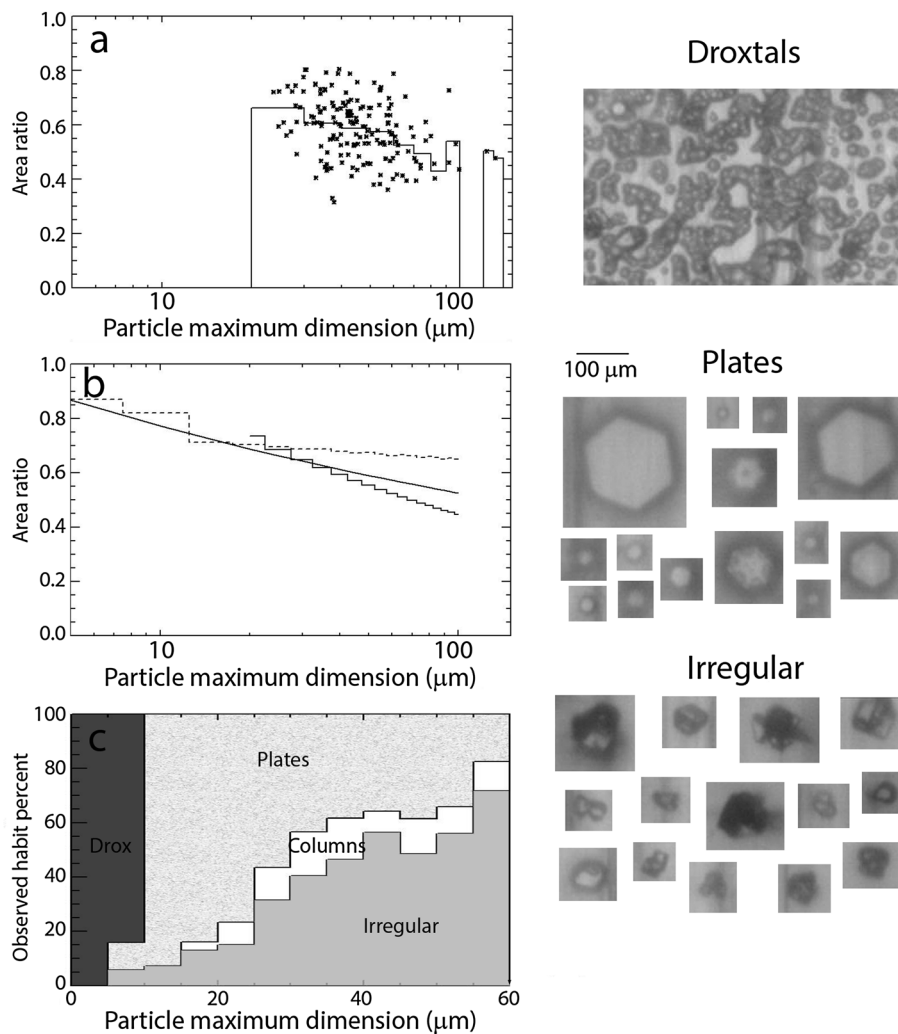 a
1.0
0.8
0.6
0.4
0.2
0.0
Area ratio
10
100
Particle maximum dimension (μm)
Droxtals
b
1.0
0.8
0.6
0.4
0.2
0.0
Area ratio
10
100
Particle maximum dimension (μm)
100 μm
Plates
Irregular
c
100
80
60
40
20
0
Observed habit percent
Plates
Drox
Columns
Irregular
0
20
40
60
Particle maximum dimension (μm)